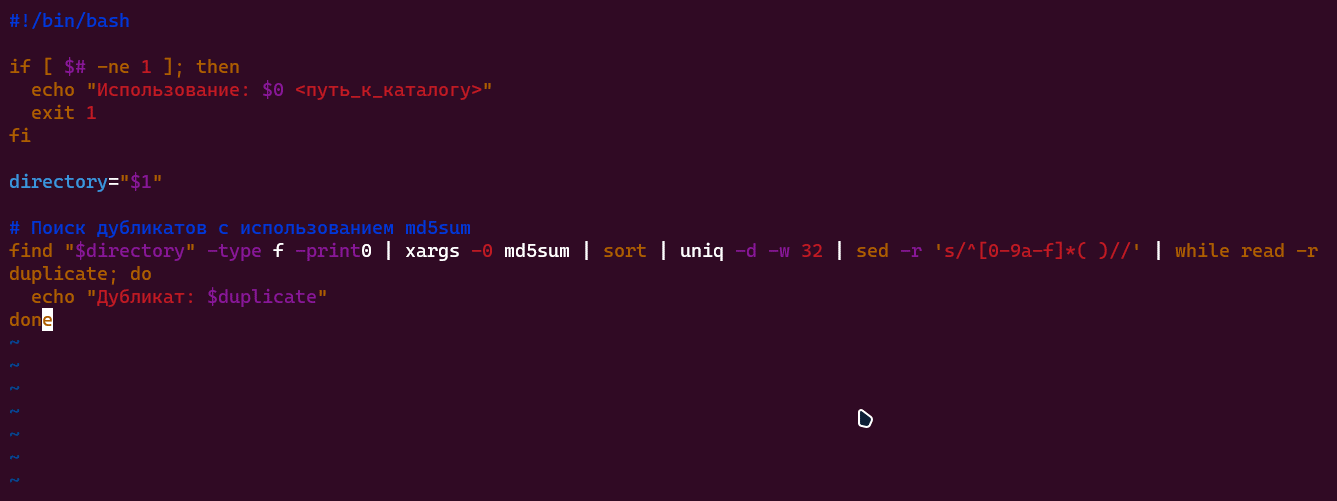 #!/bin/bash
if [ $# -ne 1 ]; then
  echo "Использование: $0 <путь_к_каталогу>"
  exit 1
fi
directory="$1"
# Поиск дубликатов с использованием md5sum
find "$directory" -type f -print0 | xargs -0 md5sum | sort | uniq -d -w 32 | sed -r 's/^[0-9a-f]*( )//' | while read -r
duplicate; do
  echo "Дубликат: $duplicate"
done
~
~
~
~
~
~
~